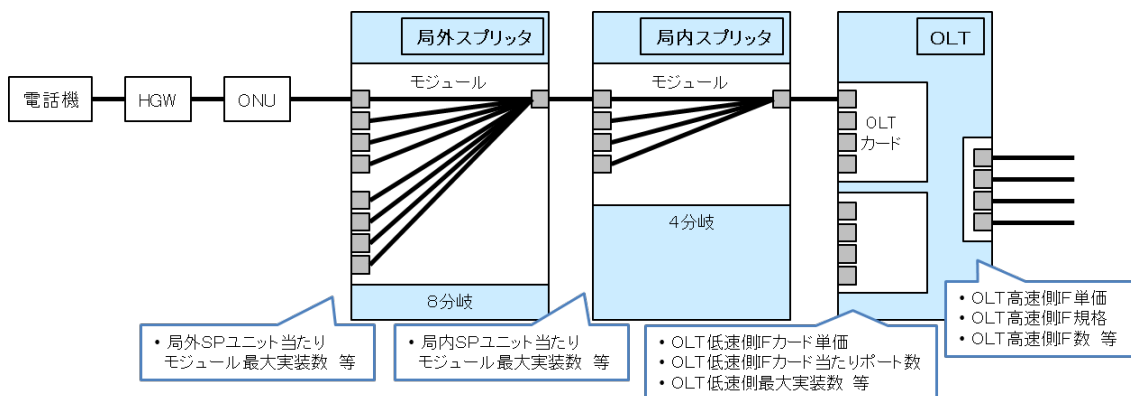 局外スプリッタ
局内スプリッタ
OLT
モジュール
モジュール
電話機
HGW
ONU
OLT
カード
4分岐
8分岐
• 局外SPユニット当たり
モジュール最大実装数 等
• 局内SPユニット当たり
モジュール最大実装数 等
• OLT低速側IFカード単価
• OLT低速側IFカード当たりポート数
• OLT低速側最大実装数 等
• OLT高速側IF単価
• OLT高速側IF規格
• OLT高速側IF数 等